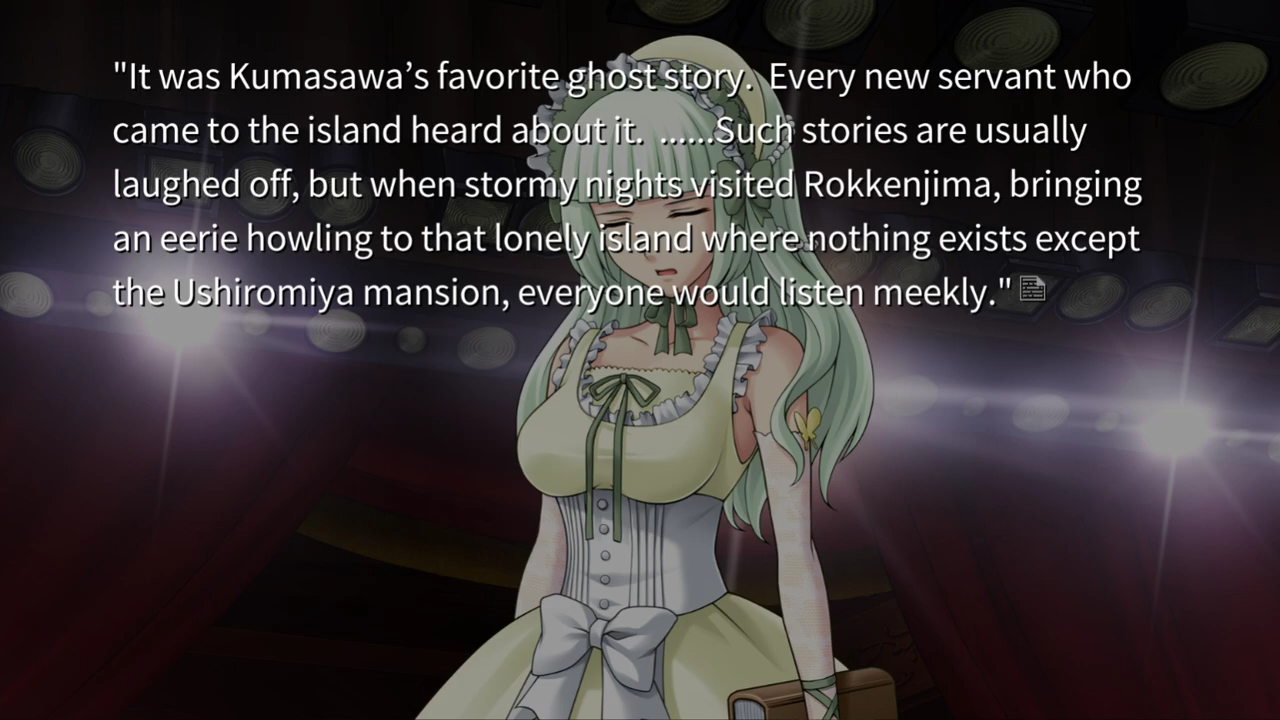 "It was Kumasawa’s favorite ghost story.  Every new servant who
came to the island heard about it.  ......Such stories are usually
laughed off, but when stormy nights visited Rokkenjima, bringing
an eerie howling to that lonely island where nothing exists except
the Ushiromiya mansion, everyone would listen meekly."